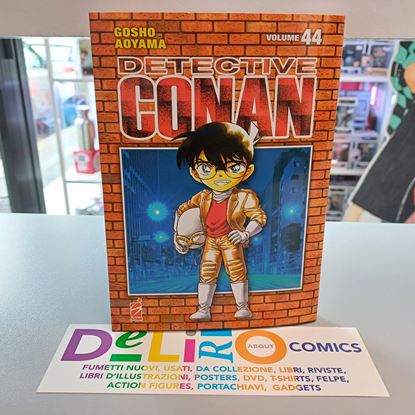 GOSHO AOYAMA
VOLUME 44
DETECTIVE
CONAN
DeLiRiO ABOUT COMICS
FUMETTI NUOVI, USATI, DA COLLEZIONE, LIBRI, RIVISTE,
LIBRI D'ILLUSTRAZIONI, POSTERS, DVD, T-SHIRTS, FELPE,
ACTION FIGURES, PORTACHIAVI, GADGETS